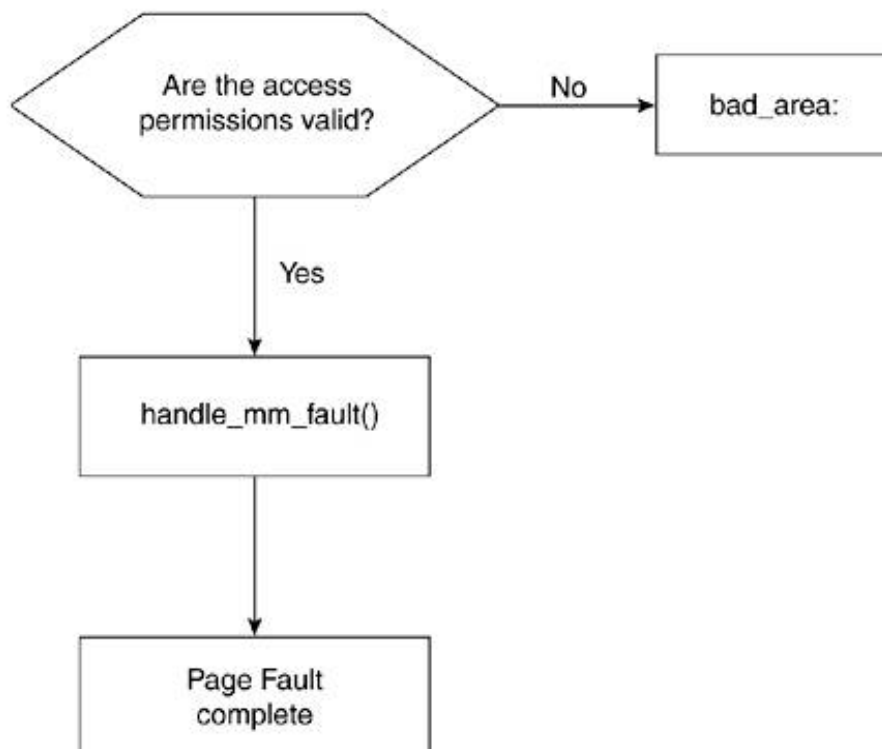 Are the access
permissions valid?
No
bad_area:
Yes
handle_mm_fault()
Page Fault
complete